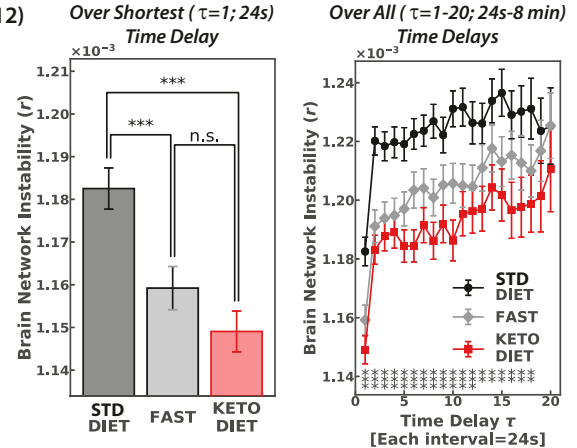 12)
Over Shortest (τ=1; 24s)
Time Delay
Over All (τ=1-20; 24s-8 min)
Time Delays
×10⁻³
Brain Network Instability (r)
1.21
1.20
1.19
1.18
1.17
1.16
1.15
1.14
***
***
n.s.
STD
DIET
FAST
KETO
DIET
×10⁻³
Brain Network Instability (r)
1.24
1.22
1.20
1.18
1.16
1.14
STD
DIET
FAST
KETO
DIET
0
5
10
15
20
Time Delay τ
[Each interval=24s]